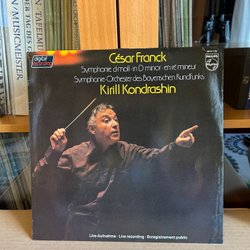 digital
recording
PHILIPS
César Franck
Symphonie d-moll · in D minor · en ré mineur
Symphonie-Orchester des Bayerischen Rundfunks
Kirill Kondrashin
Live-Aufnahme · Live recording · Enregistrement public